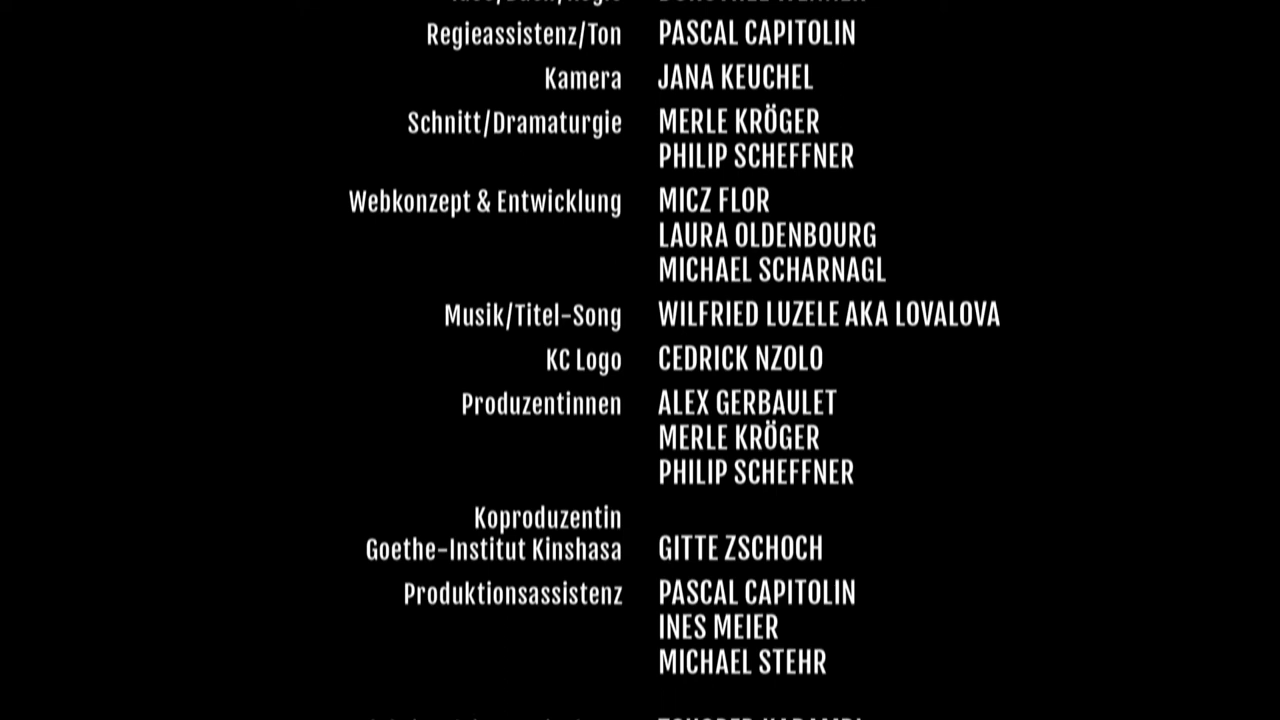 Regieassistenz/Ton PASCAL CAPITOLIN
Kamera JANA KEUCHEL
Schnitt/Dramaturgie MERLE KRÖGER
PHILIP SCHEFFNER
Webkonzept & Entwicklung MICZ FLOR
LAURA OLDENBOURG
MICHAEL SCHARNAGL
Musik/Titel-Song WILFRIED LUZELE AKA LOVALOVA
KC Logo CEDRICK NZOLO
Produzentinnen ALEX GERBAULET
MERLE KRÖGER
PHILIP SCHEFFNER
Koproduzentin
Goethe-Institut Kinshasa GITTE ZSCHOCH
Produktionsassistenz PASCAL CAPITOLIN
INES MEIER
MICHAEL STEHR